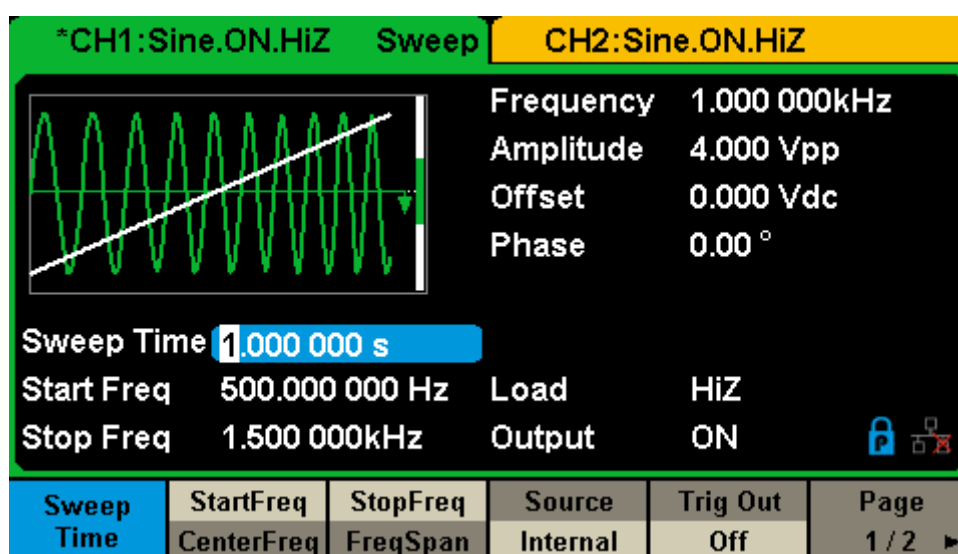 *CH1:Sine.ON.HiZ Sweep CH2:Sine.ON.HiZ
Frequency 1.000 000kHz
Amplitude 4.000 Vpp
Offset 0.000 Vdc
Phase 0.00 °
Sweep Time 1.000 000 s
Start Freq 500.000 000 Hz Load HiZ
Stop Freq 1.500 000kHz Output ON P
Sweep Time
StartFreq
CenterFreq
StopFreq
FreqSpan
Source
Internal
Trig Out
Off
Page
1/2 ►